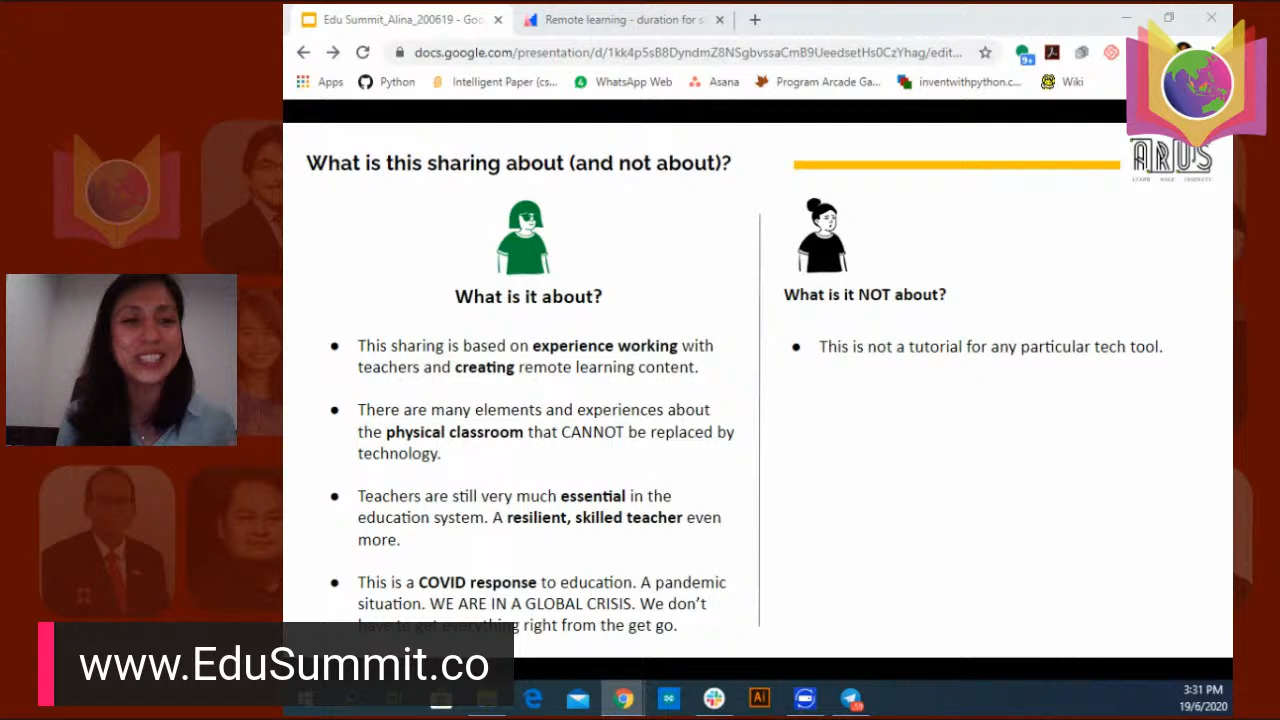 Edu Summit_Alina_200619 - Goo
Remote learning - duration for s
docs.google.com/presentation/d/1kk4p5sB8DyndmZ8NSgbvssaCmB9UeedsetHs0CzYhag/edit...
9+
Apps
Python
Intelligent Paper (cs...
WhatsApp Web
Asana
Program Arcade Ga...
inventwithpython.c...
Wiki
What is this sharing about (and not about)?
ARUS
What is it about?
What is it NOT about?
● This sharing is based on experience working with
teachers and creating remote learning content.
● There are many elements and experiences about
the physical classroom that CANNOT be replaced by
technology.
● Teachers are still very much essential in the
education system. A resilient, skilled teacher even
more.
● This is a COVID response to education. A pandemic
situation. WE ARE IN A GLOBAL CRISIS. We don't
have to get everything right from the get go.
● This is not a tutorial for any particular tech tool.
www.EduSummit.co
Ai
3:31 PM
19/6/2020